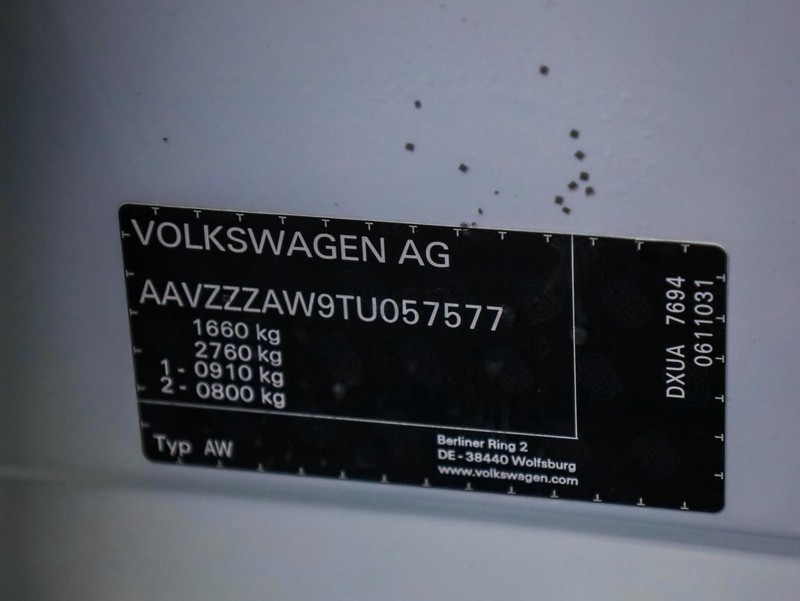 VOLKSWAGEN AG
AAVZZZAW9TU057577
1660 kg
2760 kg
1 - 0910 kg
2 - 0800 kg
Typ AW
Berliner Ring 2
DE - 38440 Wolfsburg
www.volkswagen.com
DXUA 7694
0611031